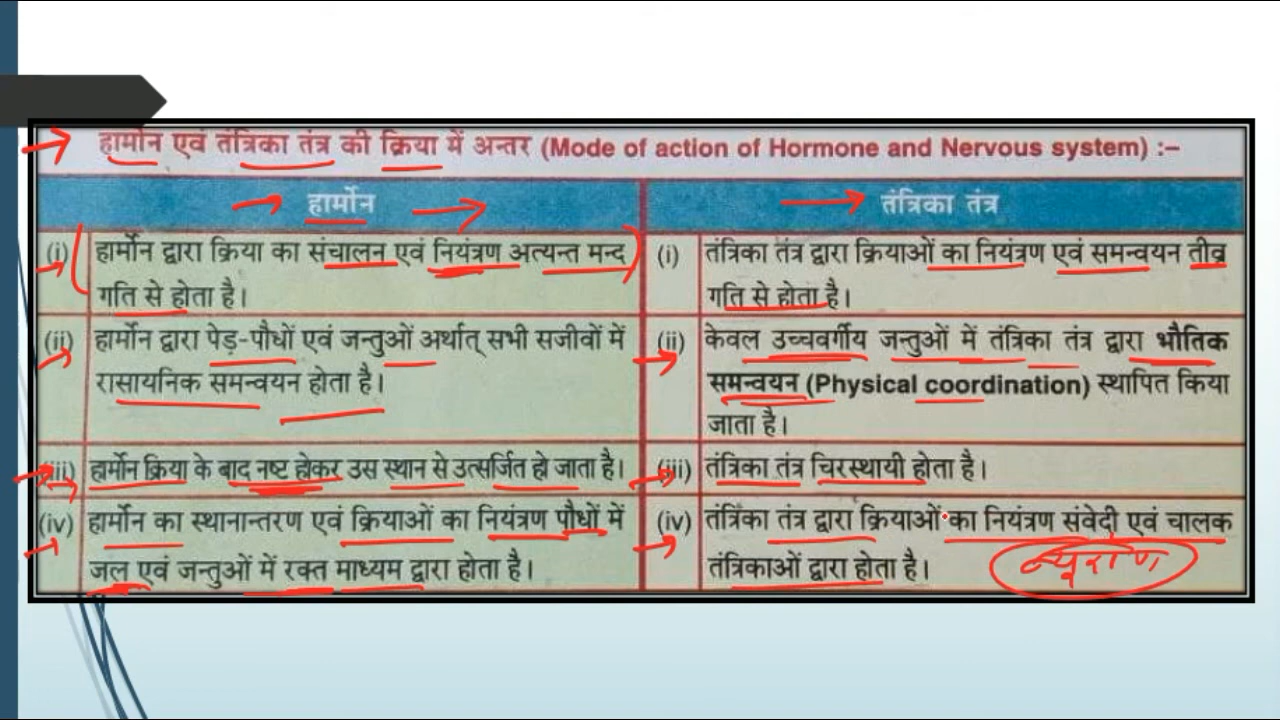 हार्मोन एवं तंत्रिका तंत्र की क्रिया में अन्तर (Mode of action of Hormone and Nervous system) :–
हार्मोन
तंत्रिका तंत्र
(i) हार्मोन द्वारा क्रिया का संचालन एवं नियंत्रण अत्यन्त मन्द
गति से होता है।
(i) तंत्रिका तंत्र द्वारा क्रियाओं का नियंत्रण एवं समन्वयन तीव्र
गति से होता है।
(ii) हार्मोन द्वारा पेड़-पौधों एवं जन्तुओं अर्थात् सभी सजीवों में
रासायनिक समन्वयन होता है।
(ii) केवल उच्चवर्गीय जन्तुओं में तंत्रिका तंत्र द्वारा भौतिक
समन्वयन (Physical coordination) स्थापित किया
जाता है।
(iii) हार्मोन क्रिया के बाद नष्ट होकर उस स्थान से उत्सर्जित हो जाता है।
(iii) तंत्रिका तंत्र चिरस्थायी होता है।
(iv) हार्मोन का स्थानान्तरण एवं क्रियाओं का नियंत्रण पौधों में
जल एवं जन्तुओं में रक्त माध्यम द्वारा होता है।
(iv) तंत्रिका तंत्र द्वारा क्रियाओं का नियंत्रण संवेदी एवं चालक
तंत्रिकाओं द्वारा होता है।